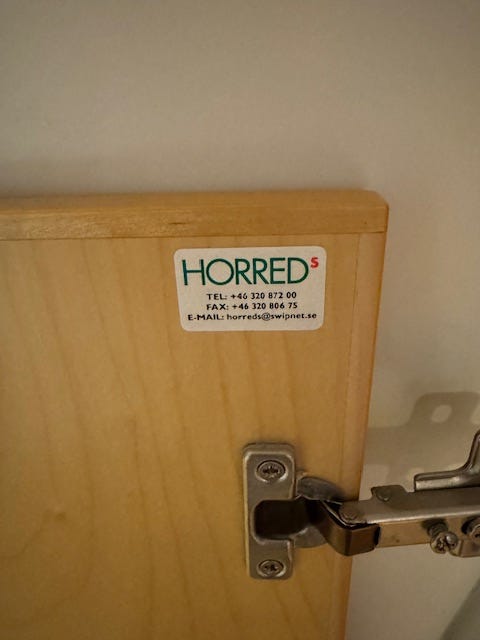 HORREDS
TEL: +46 320 872 00
FAX: +46 320 806 75
E-MAIL: horreds@swipnet.se